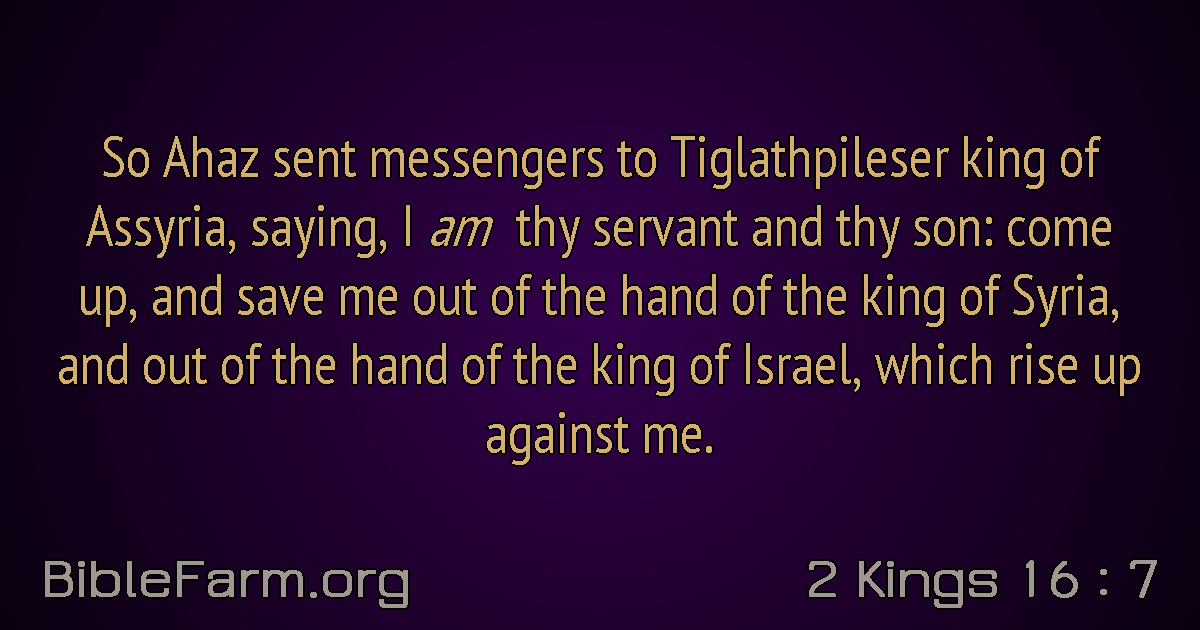 So Ahaz sent messengers to Tiglathpileser king of
Assyria, saying, I am thy servant and thy son: come
up, and save me out of the hand of the king of Syria,
and out of the hand of the king of Israel, which rise up
against me.
BibleFarm.org
2 Kings 16 : 7